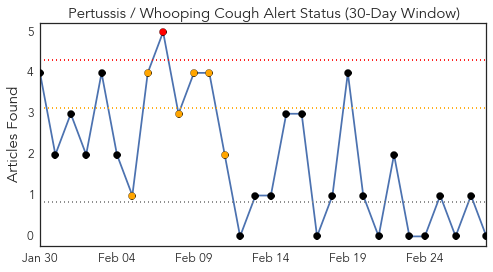 Pertussis / Whooping Cough Alert Status (30-Day Window)
Articles Found
5
4
3
2
1
0
Jan 30 Feb 04 Feb 09 Feb 14 Feb 19 Feb 24